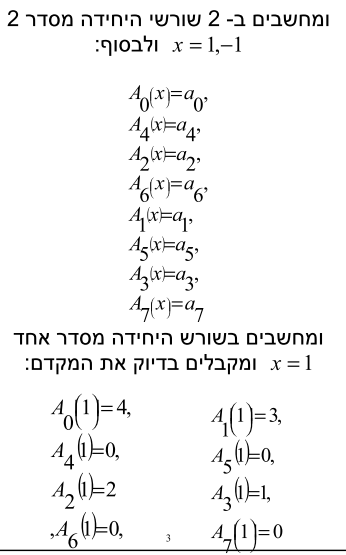 ומחשבים ב- 2 שורשי היחידה מסדר 2
x = 1,−1 ולבסוף:
A₀(x)=a₀,
A₄(x)=a₄,
A₂(x)=a₂,
A₆(x)=a₆,
A₁(x)=a₁,
A₅(x)=a₅,
A₃(x)=a₃,
A₇(x)=a₇
ומחשבים בשורש היחידה מסדר אחד
x = 1 ומקבלים בדיוק את המקדם:
A₀(1)=4, A₁(1)=3,
A₄(1)=0, A₅(1)=0,
A₂(1)=2 A₃(1)=1,
,A₆(1)=0, A₇(1)=0
3